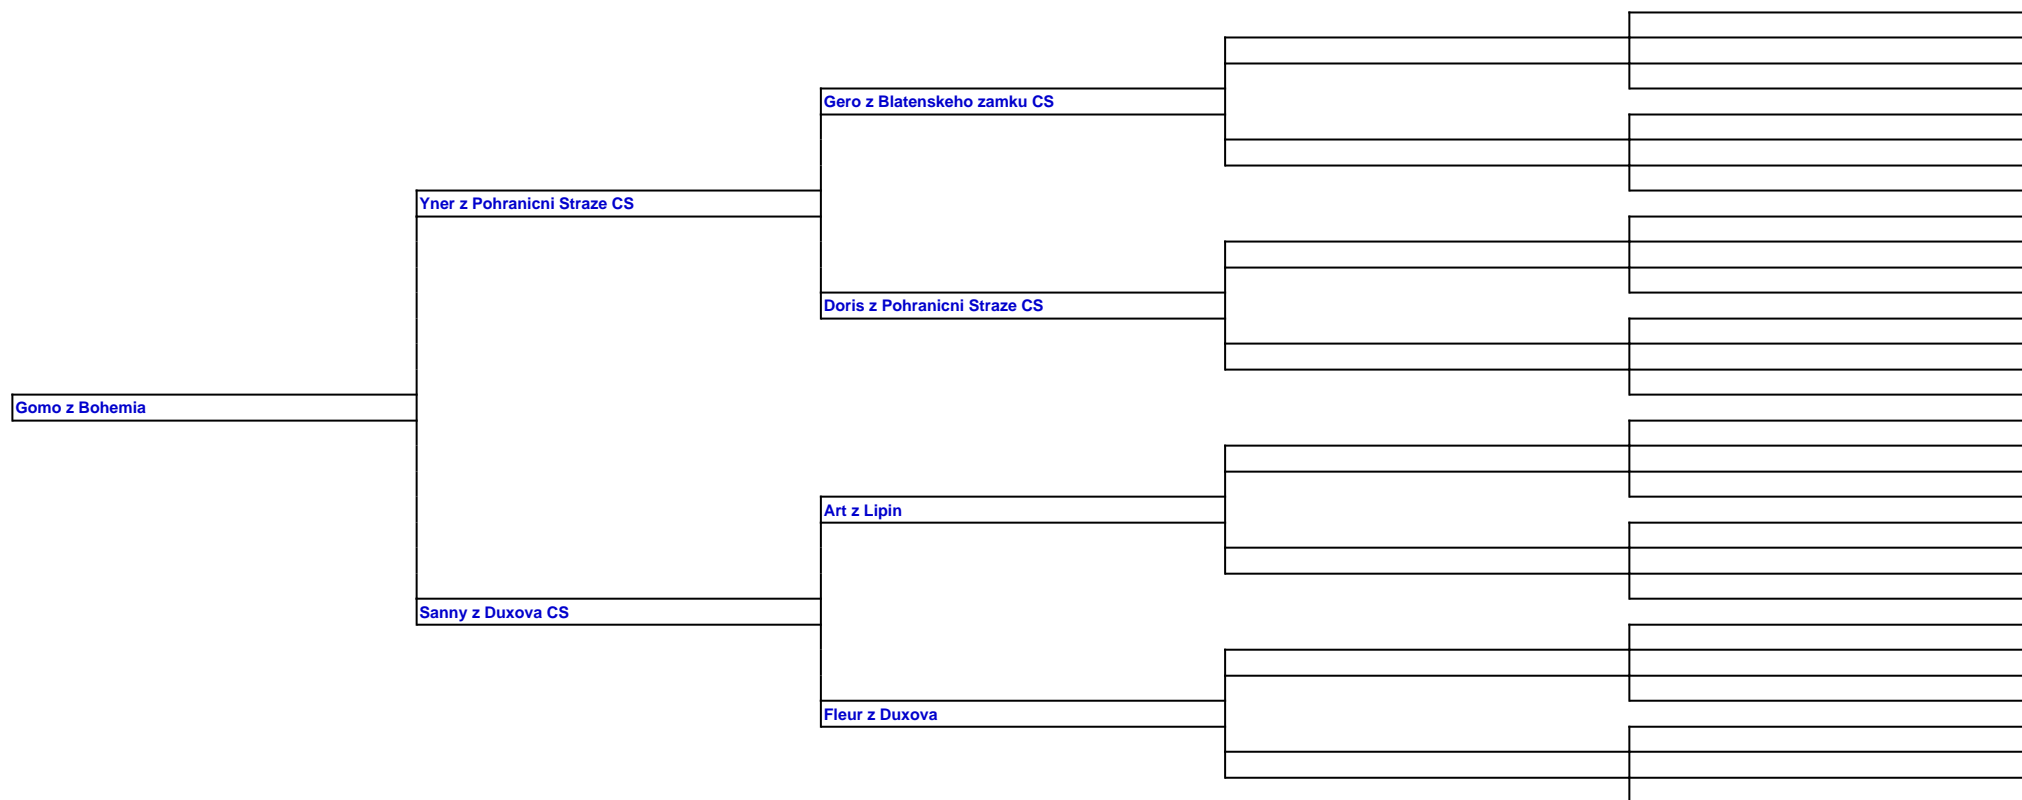 Gero z Blatenskeho zamku CS
Yner z Pohranicni Straze CS
Doris z Pohranicni Straze CS
Gomo z Bohemia
Art z Lipin
Sanny z Duxova CS
Fleur z Duxova